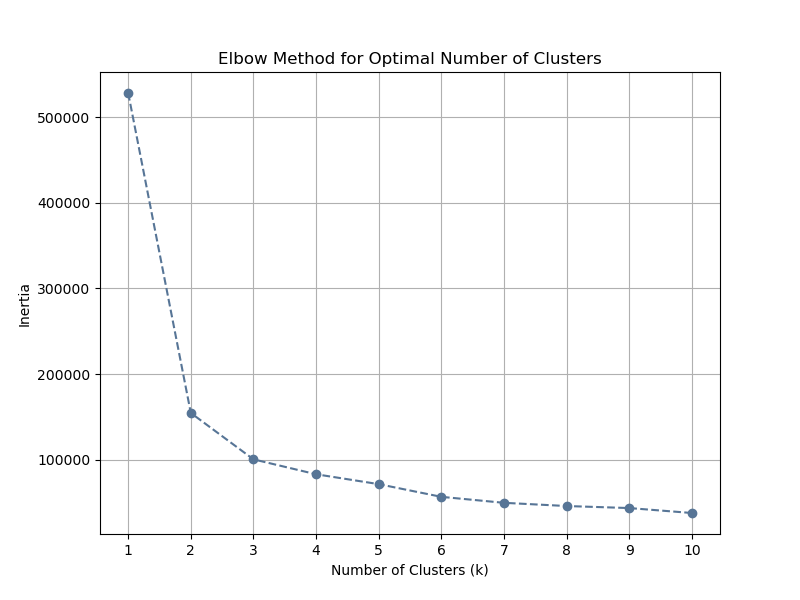 Elbow Method for Optimal Number of Clusters
500000
400000
300000
200000
100000
Inertia
1 2 3 4 5 6 7 8 9 10
Number of Clusters (k)